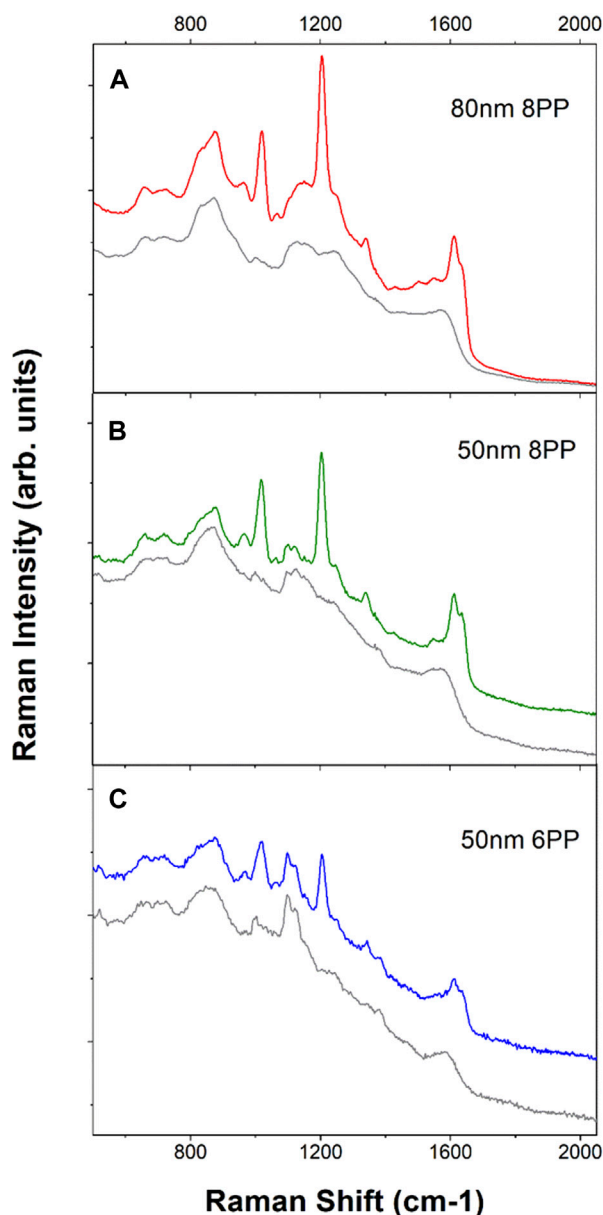 800 1200 1600 2000
A
80nm 8PP
B
50nm 8PP
C
50nm 6PP
Raman Intensity (arb. units)
800 1200 1600 2000
Raman Shift (cm-1)